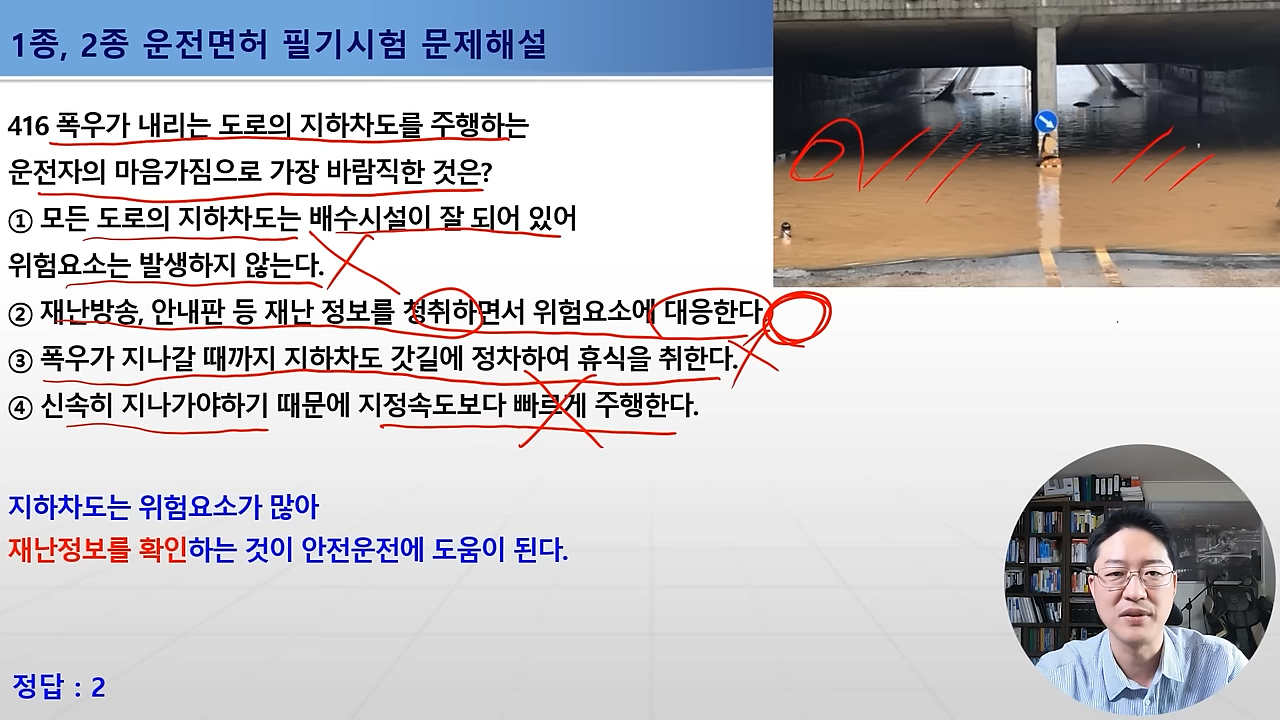 1종, 2종 운전면허 필기시험 문제해설
416 폭우가 내리는 도로의 지하차도를 주행하는
운전자의 마음가짐으로 가장 바람직한 것은?
① 모든 도로의 지하차도는 배수시설이 잘 되어 있어
위험요소는 발생하지 않는다.
② 재난방송, 안내판 등 재난 정보를 청취하면서 위험요소에 대응한다.
③ 폭우가 지나갈 때까지 지하차도 갓길에 정차하여 휴식을 취한다.
④ 신속히 지나가야하기 때문에 지정속도보다 빠르게 주행한다.
지하차도는 위험요소가 많아
재난정보를 확인하는 것이 안전운전에 도움이 된다.
정답 : 2